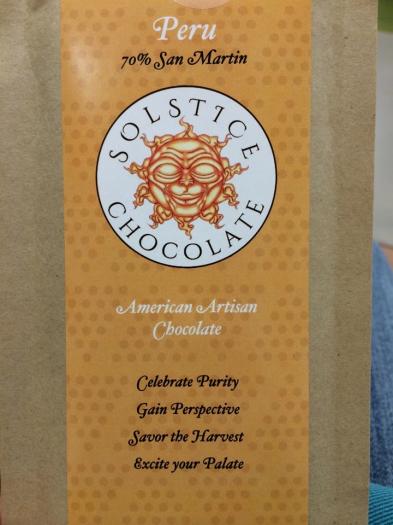 Peru
70% San Martin
SOLSTICE
CHOCOLATE
American Artisan
Chocolate
Celebrate Purity
Gain Perspective
Savor the Harvest
Excite your Palate